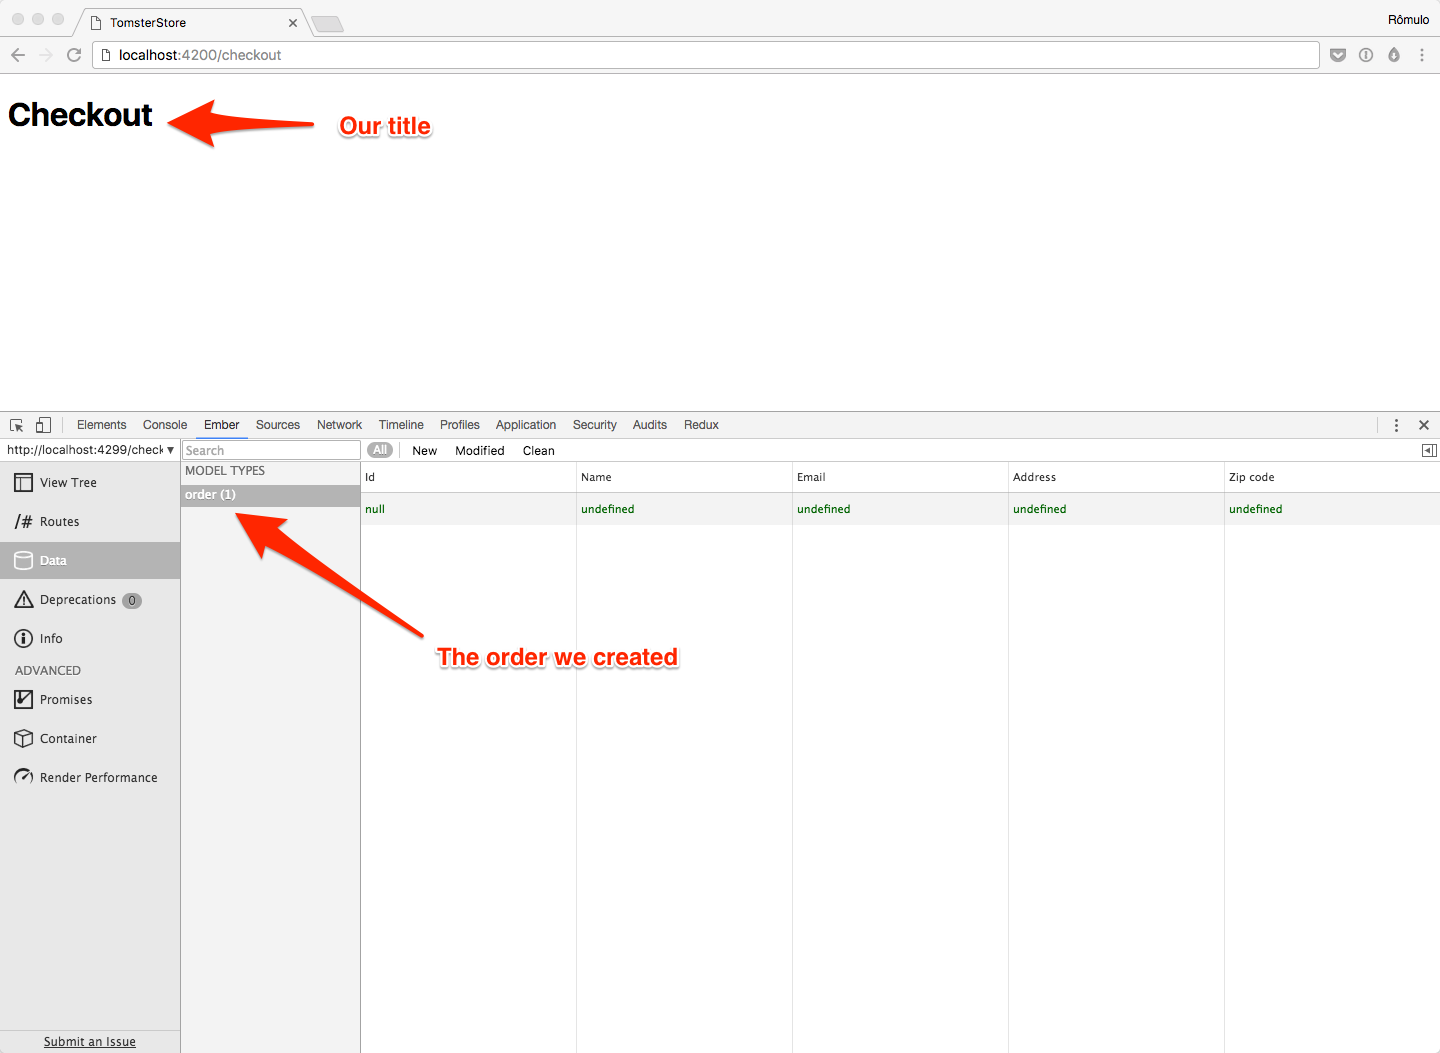 TomsterStore
Rômulo
localhost:4200/checkout
Checkout
Our title
Elements Console Ember Sources Network Timeline Profiles Application Security Audits Redux
http://localhost:4299/check
Search
All New Modified Clean
MODEL TYPES
order (1)
Id Name Email Address Zip code
null undefined undefined undefined undefined
View Tree
/# Routes
Data
Deprecations 0
Info
ADVANCED
Promises
Container
Render Performance
The order we created
Submit an Issue